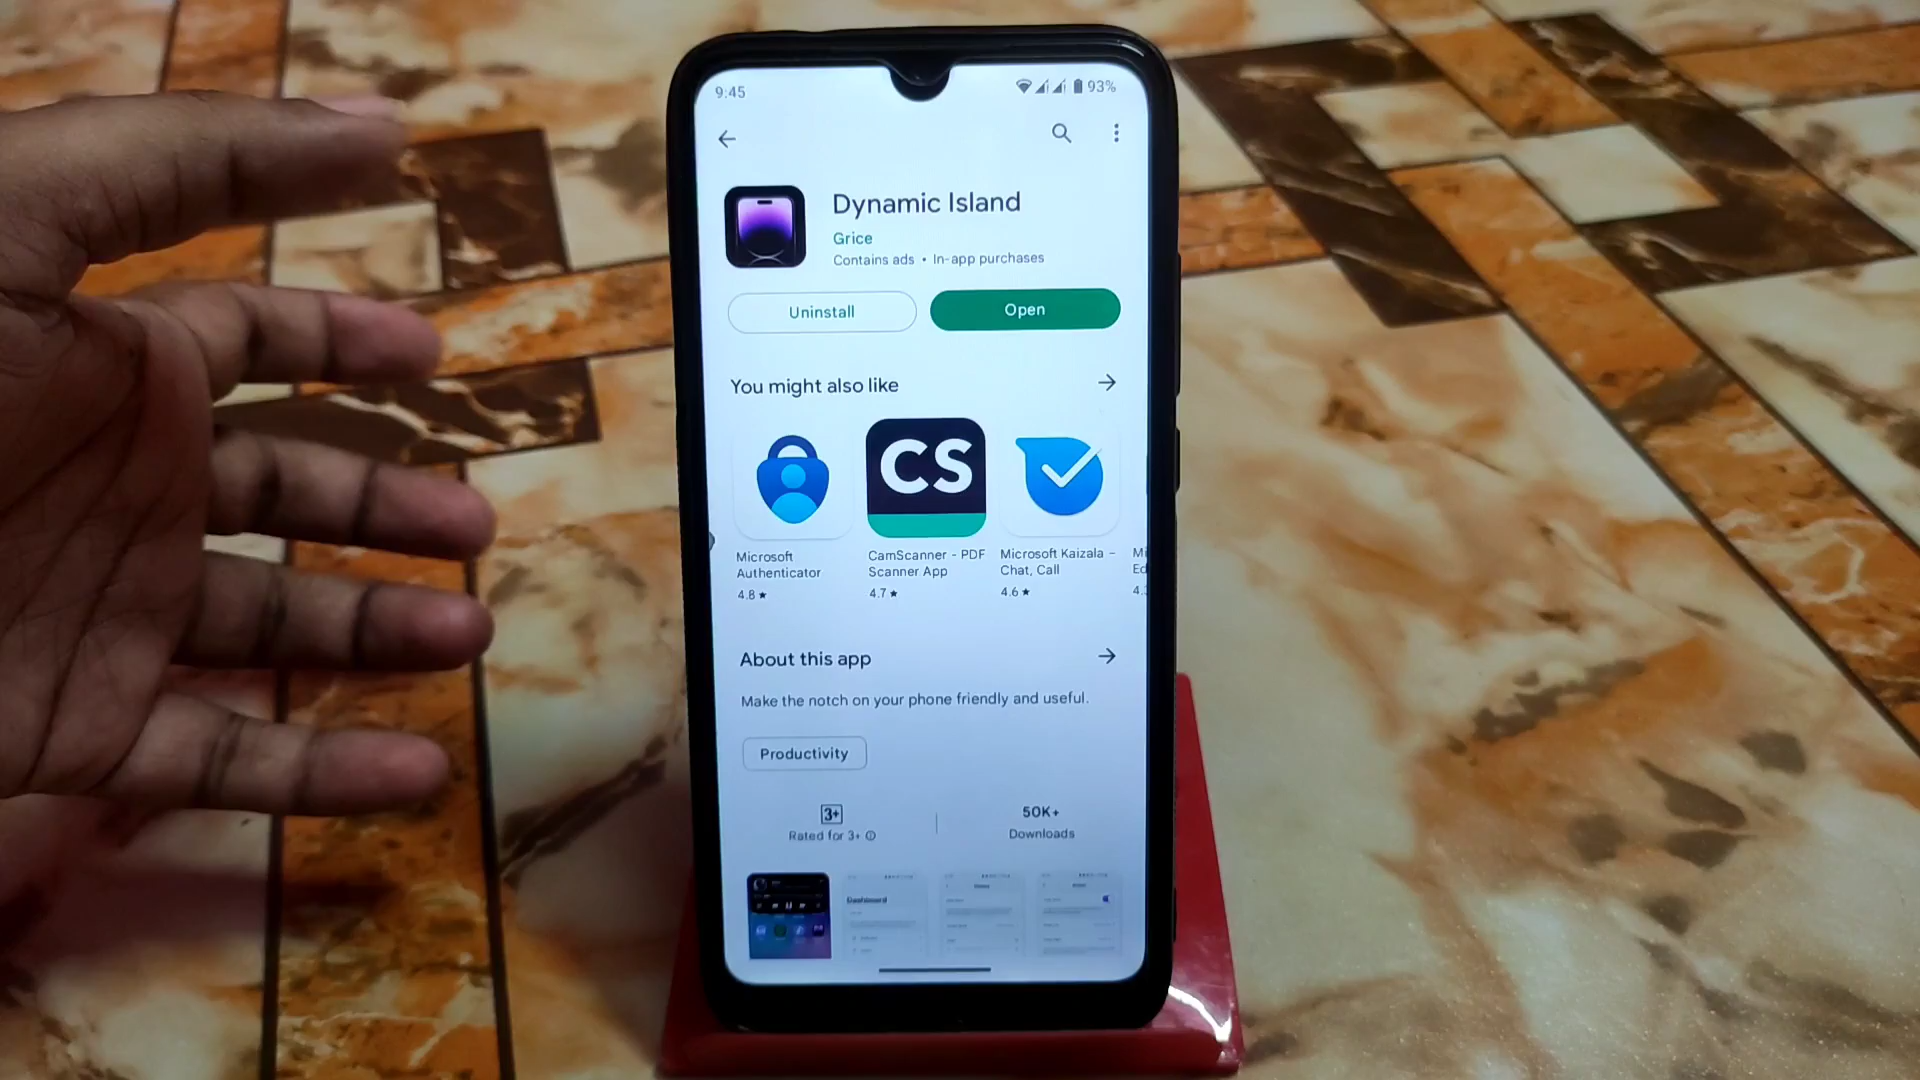 9:45
93%
Dynamic Island
Grice
Contains ads • In-app purchases
Uninstall
Open
You might also like
CS
Microsoft Authenticator
4.8 ★
CamScanner - PDF Scanner App
4.7 ★
Microsoft Kaizala - Chat, Call
4.6 ★
About this app
Make the notch on your phone friendly and useful.
Productivity
3+
Rated for 3+
50K+
Downloads
Dashboard